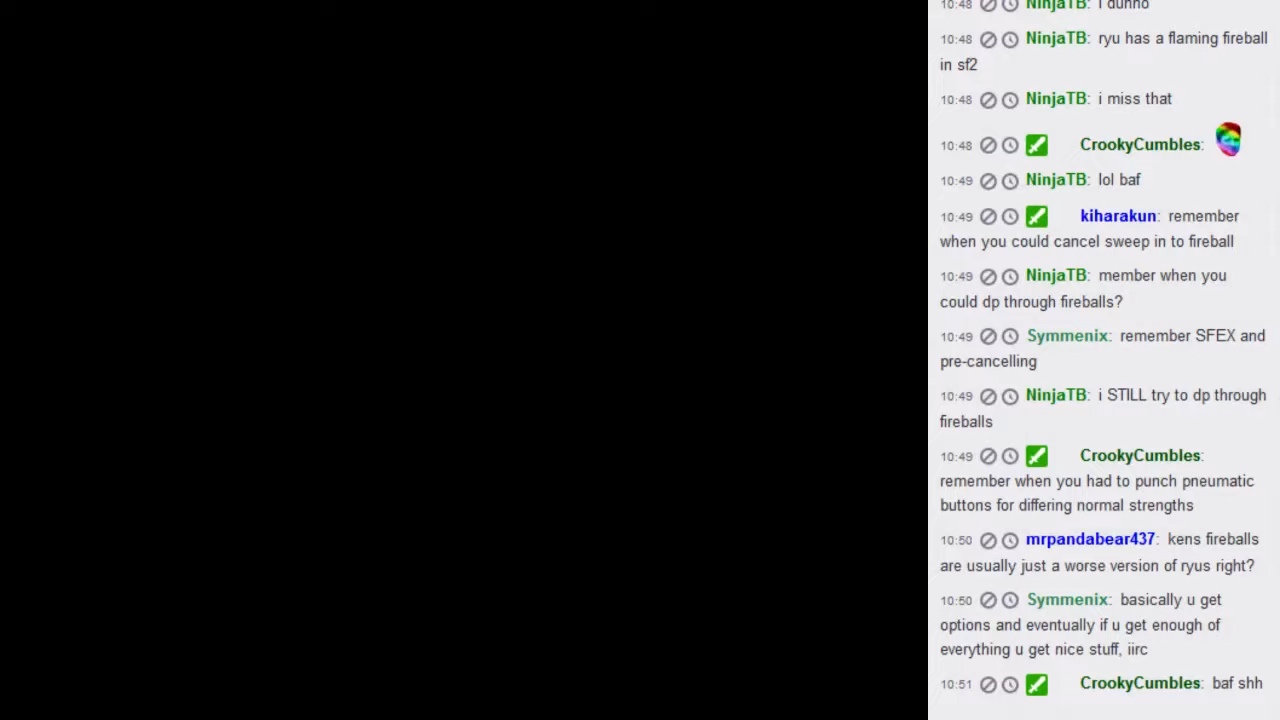 10:48 NinjaTB: i dunno
10:48 NinjaTB: ryu has a flaming fireball
in sf2
10:48 NinjaTB: i miss that
10:48 CrookyCumbles:
10:49 NinjaTB: lol baf
10:49 kiharakun: remember
when you could cancel sweep in to fireball
10:49 NinjaTB: member when you
could dp through fireballs?
10:49 Symmenix: remember SFEX and
pre-cancelling
10:49 NinjaTB: i STILL try to dp through
fireballs
10:49 CrookyCumbles:
remember when you had to punch pneumatic
buttons for differing normal strengths
10:50 mrpandabear437: kens fireballs
are usually just a worse version of ryus right?
10:50 Symmenix: basically u get
options and eventually if u get enough of
everything u get nice stuff, iirc
10:51 CrookyCumbles: baf shh